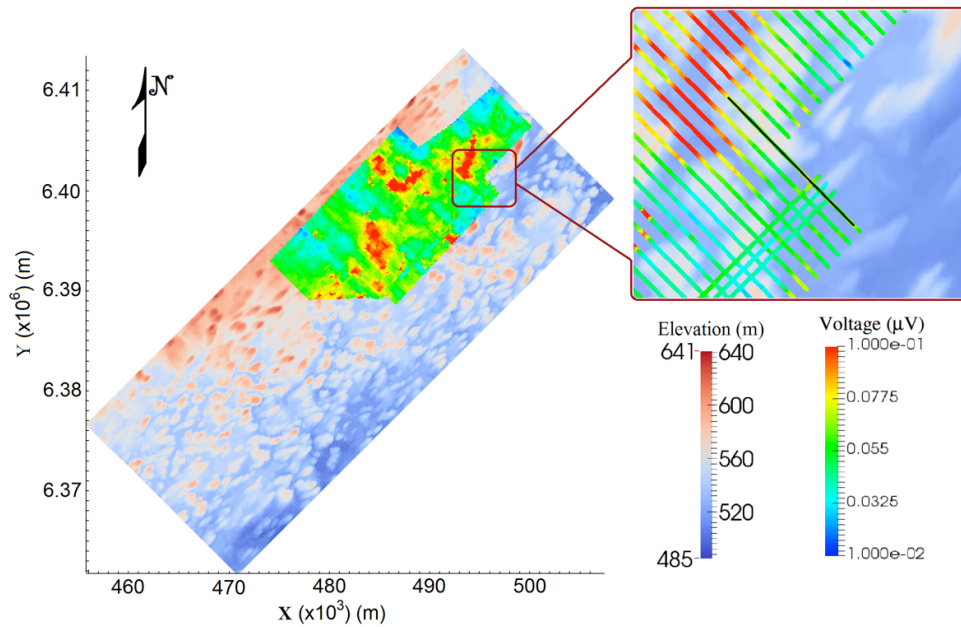 N
6.41
6.40
6.39
6.38
6.37
Y (x10⁶) (m)
460
470
480
490
500
X (x10³) (m)
Elevation (m)
641
640
600
560
520
485
Voltage (µV)
1.000e-01
0.0775
0.055
0.0325
1.000e-02